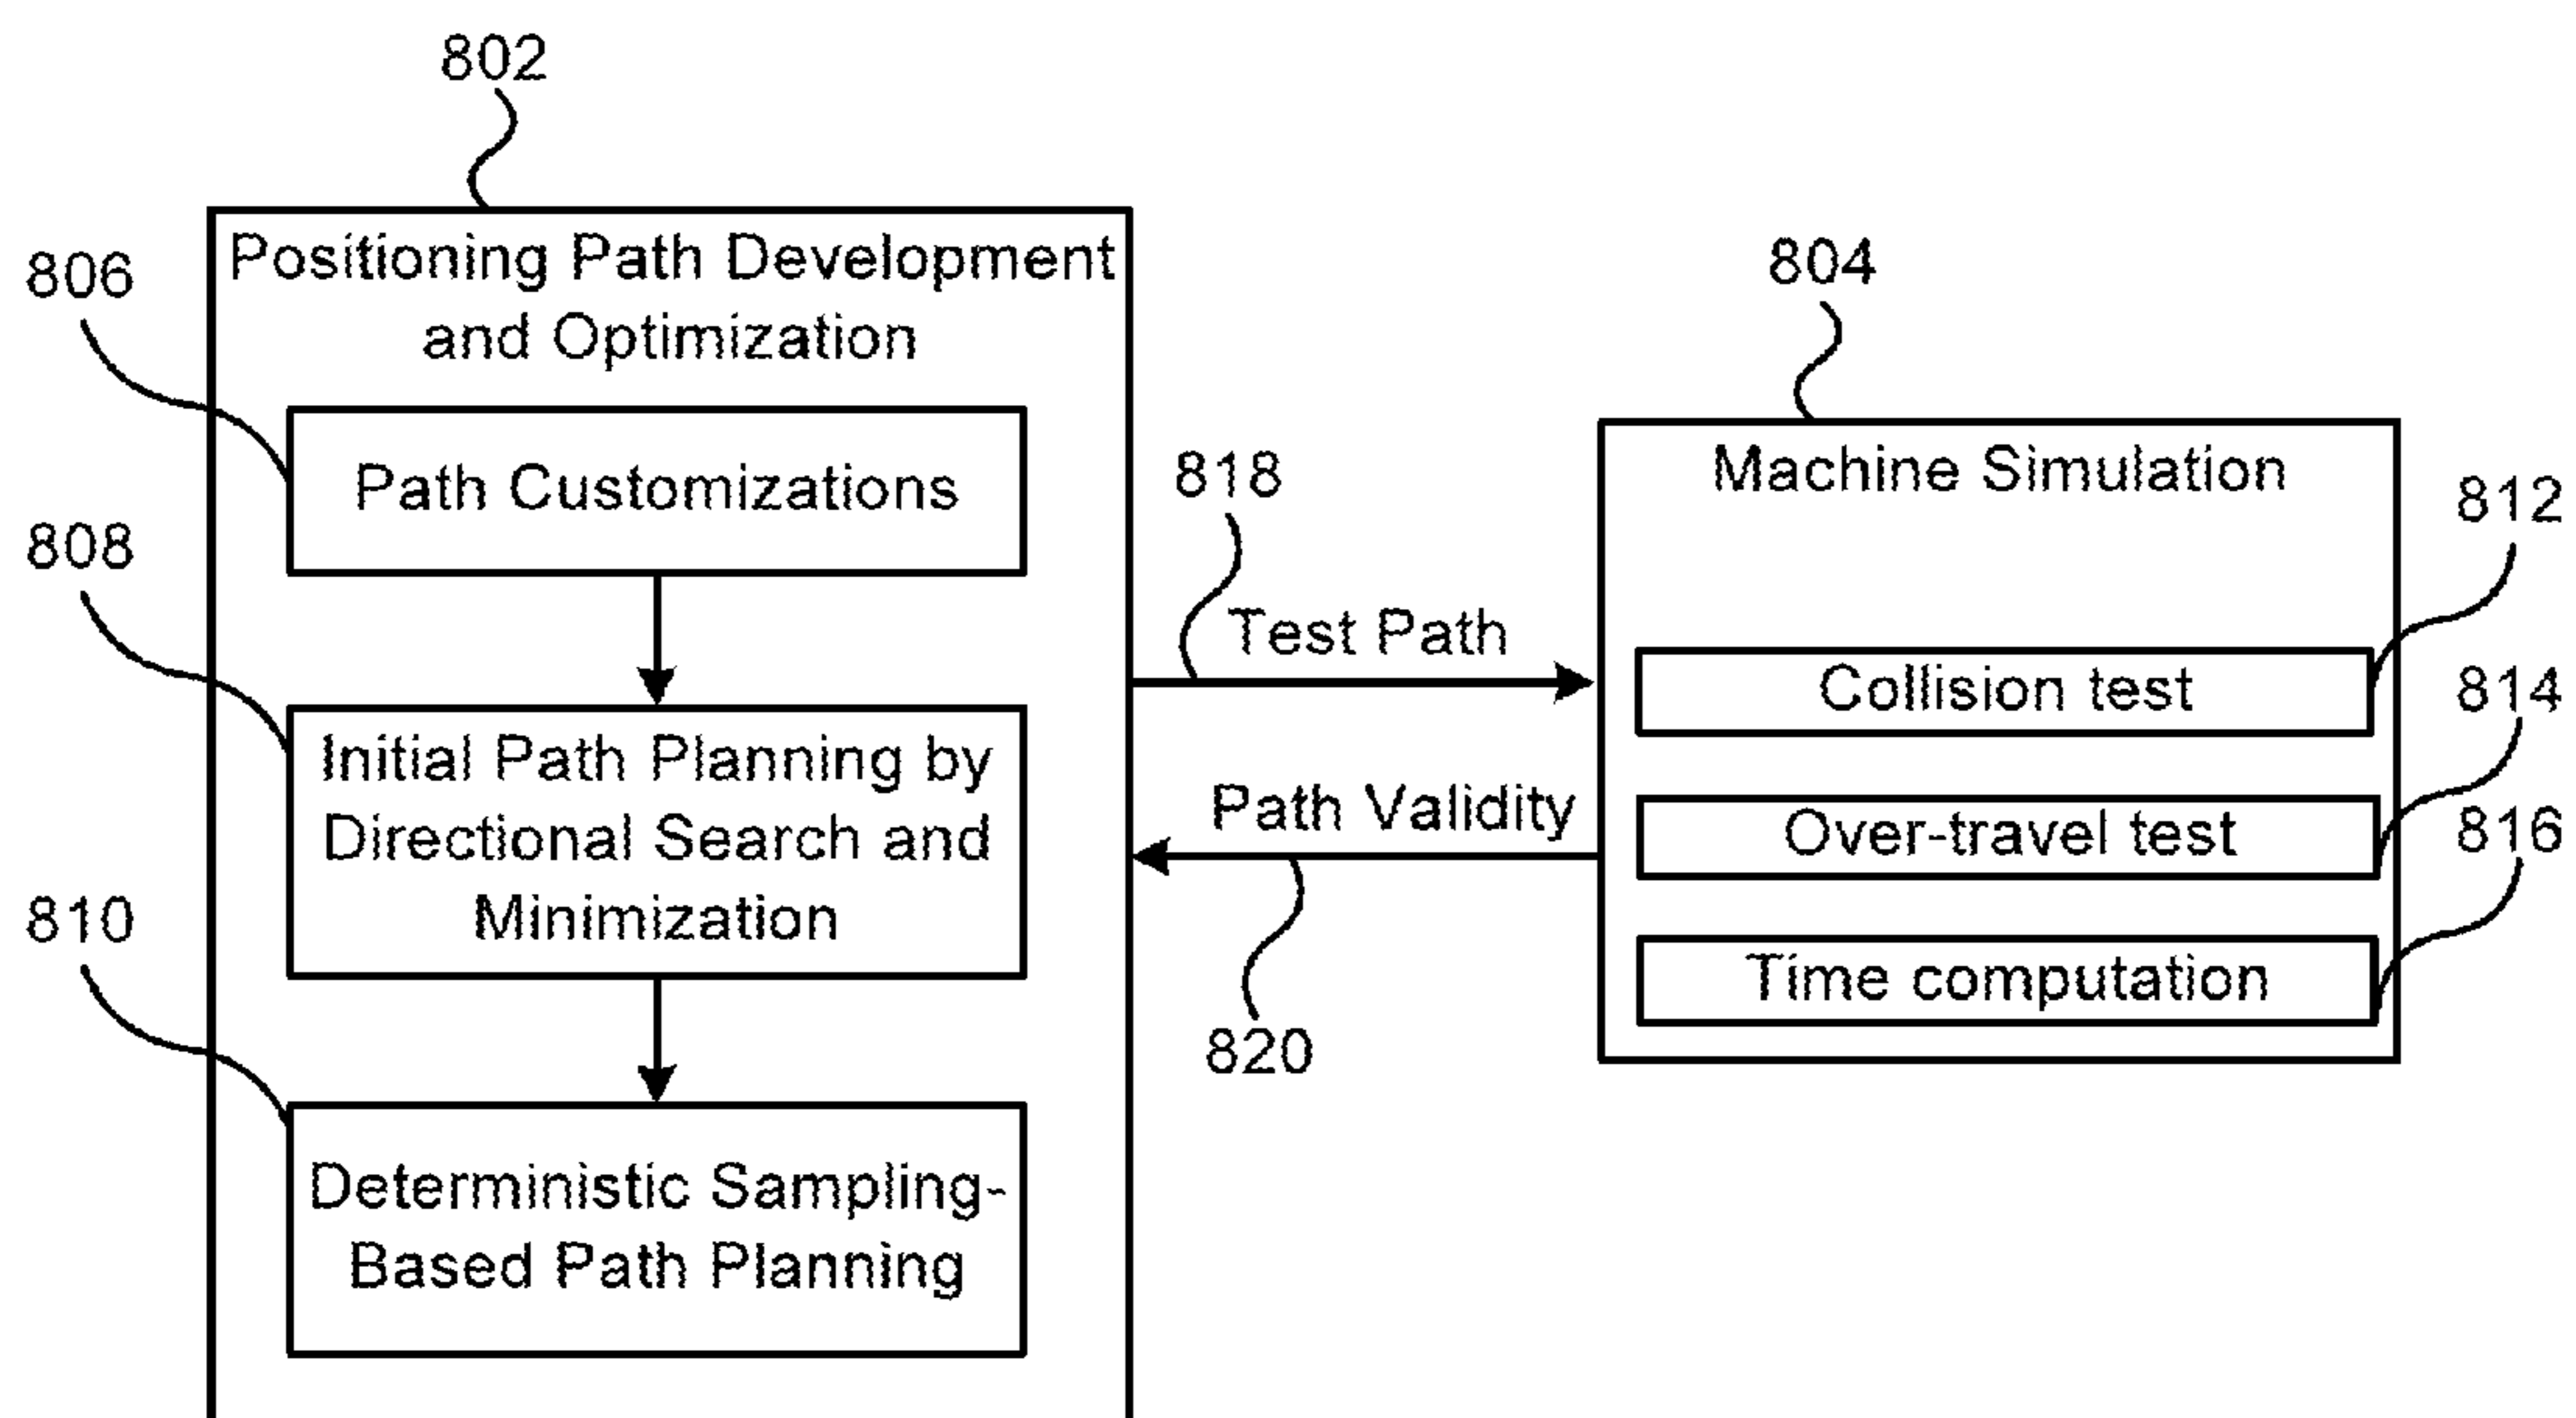 802
Positioning Path Development
and Optimization
806
Path Customizations
808
Initial Path Planning by
Directional Search and
Minimization
810
Deterministic Sampling-
Based Path Planning
818
Test Path
Path Validity
820
804
Machine Simulation
812
Collision test
814
Over-travel test
816
Time computation